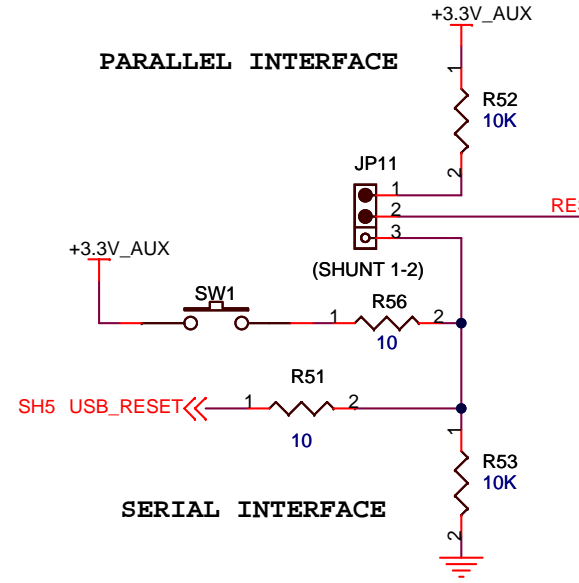 +3.3V_AUX
PARALLEL INTERFACE
1
R52
10K
2
JP11
1
2
RES
3
+3.3V_AUX
(SHUNT 1-2)
SW1
R56
1
2
10
R51
SH5 USB_RESET
1
2
10
1
R53
10K
SERIAL INTERFACE
2